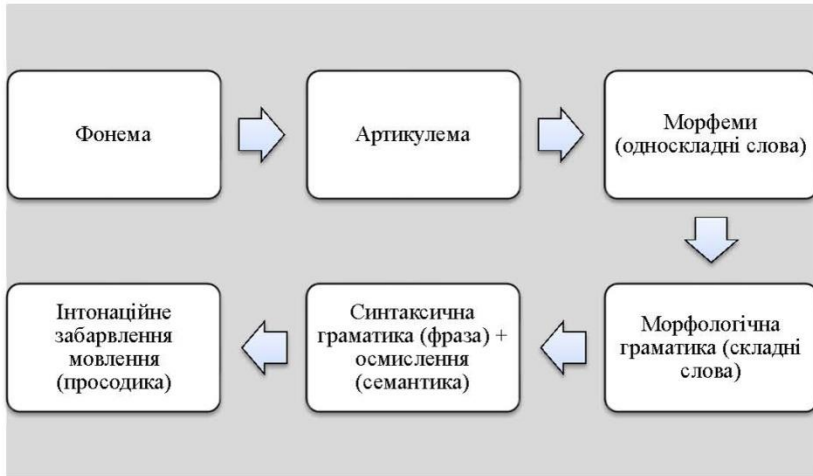 Фонема
Артикулема
Морфеми
(односкладні слова)
Морфологічна
граматика (складні
слова)
Синтаксична
граматика (фраза) +
осмислення
(семантика)
Інтонаційне
забарвлення
мовлення
(просодика)